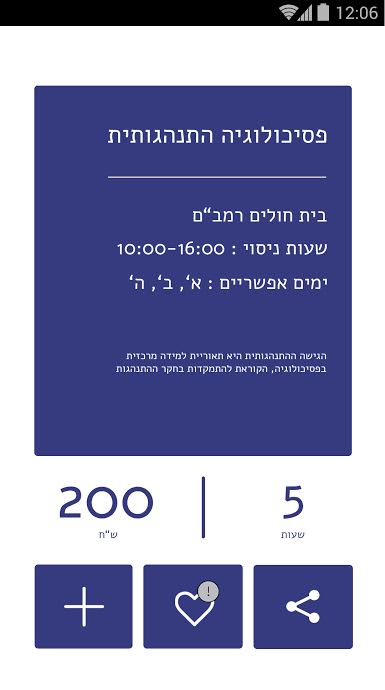 12:06
פסיכולוגיה התנהגותית
בית חולים רמב“ם
שעות ניסוי : 10:00-16:00
ימים אפשריים : א‘, ב‘, ה‘
הגישה ההתנהגותית היא תאוריית למידה מרכזית
בפסיכולוגיה, הקוראת להתמקדות בחקר ההתנהגות
5
שעות
200
ש“ח
!